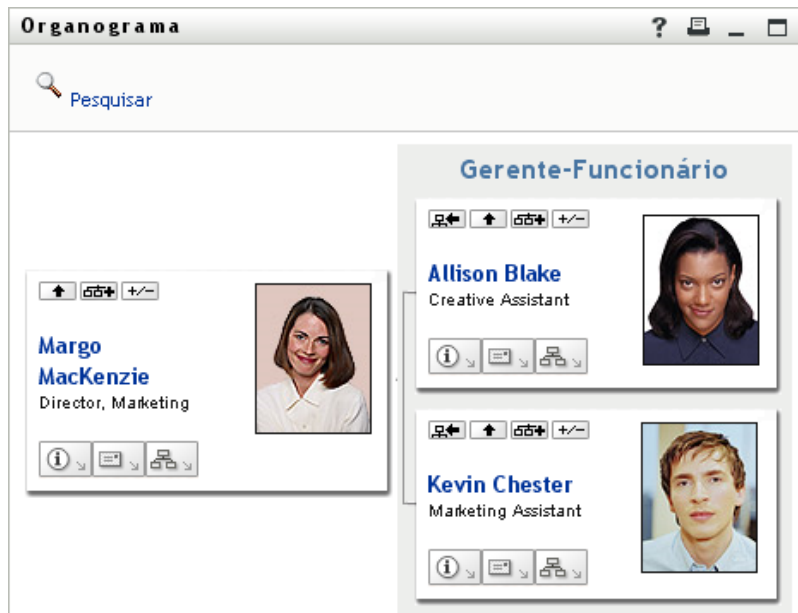 Organograma
Pesquisar
Gerente-Funcionário
+/-
Allison Blake
Creative Assistant
+/-
Margo
MacKenzie
Director, Marketing
+/-
Kevin Chester
Marketing Assistant